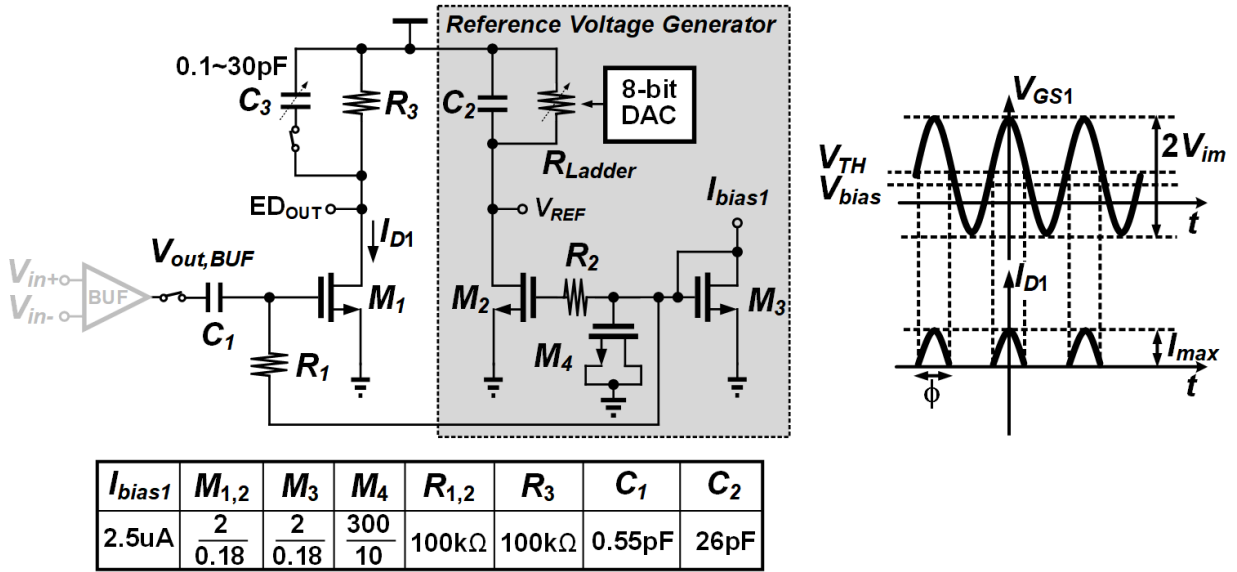 Reference Voltage Generator
0.1~30pF
C3
R3
C2
8-bit
DAC
RLadder
EDOUT
ID1
VREF
Ibias1
Vout,BUF
Vin+
Vin-
BUF
C1
M1
M2
R2
M3
M4
R1
VGS1
2Vim
VTH
Vbias
t
ID1
Imax
t
ϕ
Ibias1 M1,2 M3 M4 R1,2 R3 C1 C2
2.5uA 2/0.18 2/0.18 300/10 100kΩ 100kΩ 0.55pF 26pF